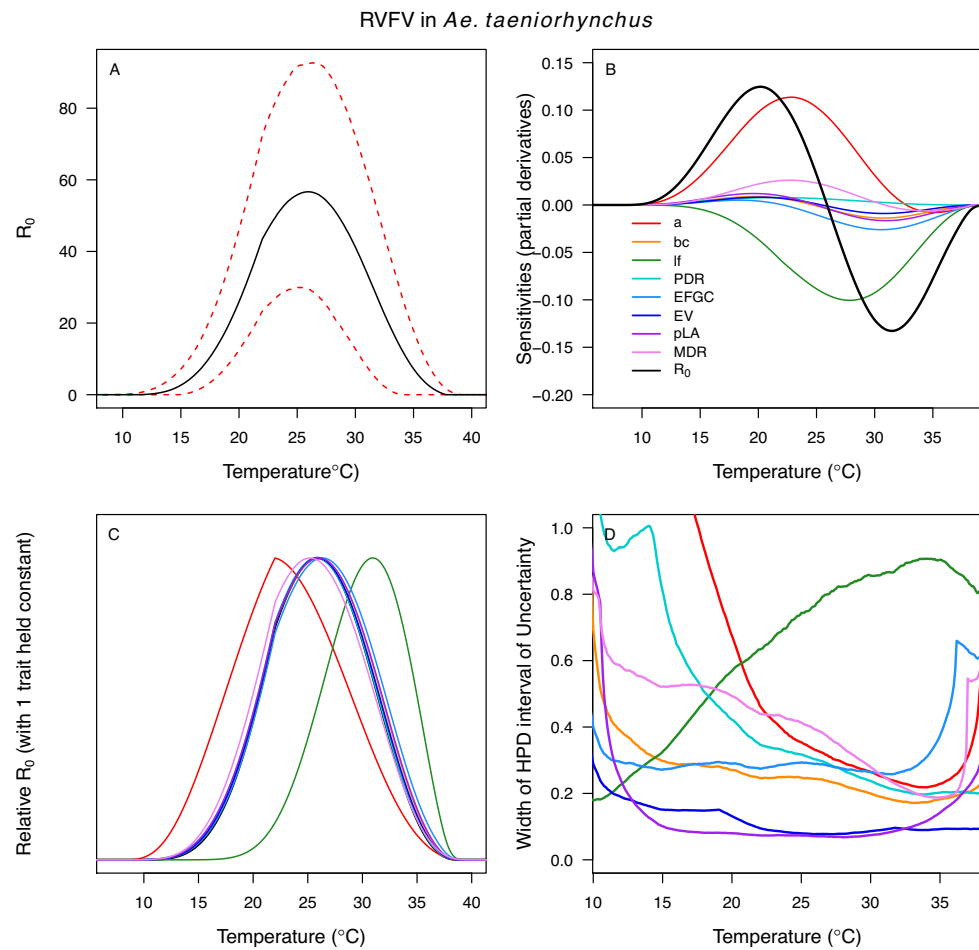 RVFV in Ae. taeniorhynchus
A
R0
80
60
40
20
0
10 15 20 25 30 35 40
Temperature°C)
B
Sensitivities (partial derivatives)
0.15
0.10
0.05
0.00
−0.05
−0.10
−0.15
−0.20
a
bc
lf
PDR
EFGC
EV
pLA
MDR
R0
10 15 20 25 30 35
Temperature (°C)
C
Relative R0 (with 1 trait held constant)
10 15 20 25 30 35 40
Temperature (°C)
D
Width of HPD Interval of Uncertainty
1.0
0.8
0.6
0.4
0.2
0.0
10 15 20 25 30 35
Temperature (°C)